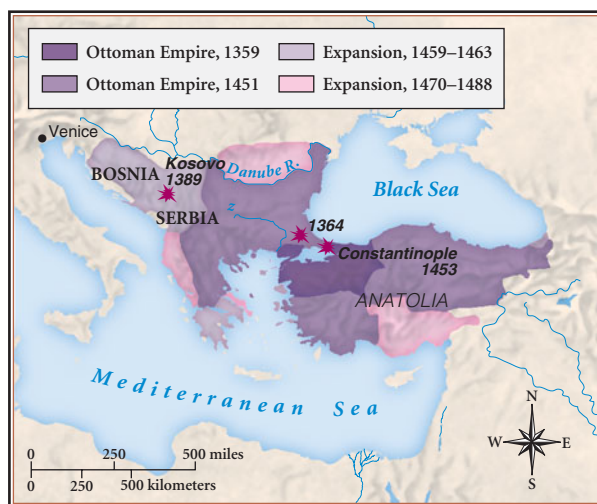 Ottoman Empire, 1359
Expansion, 1459–1463
Ottoman Empire, 1451
Expansion, 1470–1488
Venice
Kosovo
1389
BOSNIA
Danube R.
Black Sea
SERBIA
z
1364
Constantinople
1453
ANATOLIA
Mediterranean Sea
N
W
E
S
0 250 500 miles
0 250 500 kilometers